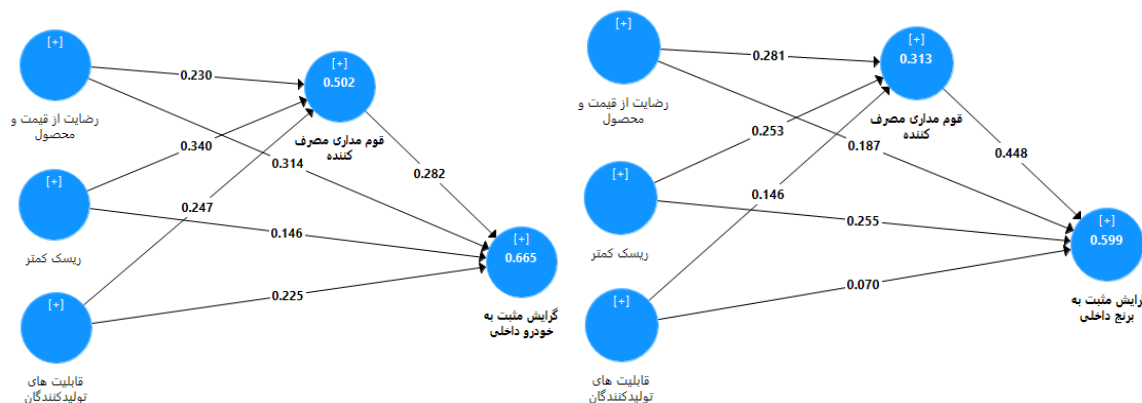 [+]
رضایت از قیمت و
محصول
[+]
0.502
قوم مداری مصرف
کننده
[+]
ریسک کمتر
[+]
قابلیت های
تولیدکنندگان
[+]
0.665
گرایش مثبت به
خودرو داخلی
0.230
0.340
0.314
0.247
0.282
0.146
0.225
[+]
رضایت از قیمت و
محصول
[+]
0.313
قوم مداری مصرف
کننده
[+]
ریسک کمتر
[+]
قابلیت های
تولیدکنندگان
[+]
0.599
رایش مثبت به
برنج داخلی
0.281
0.253
0.187
0.146
0.448
0.255
0.070